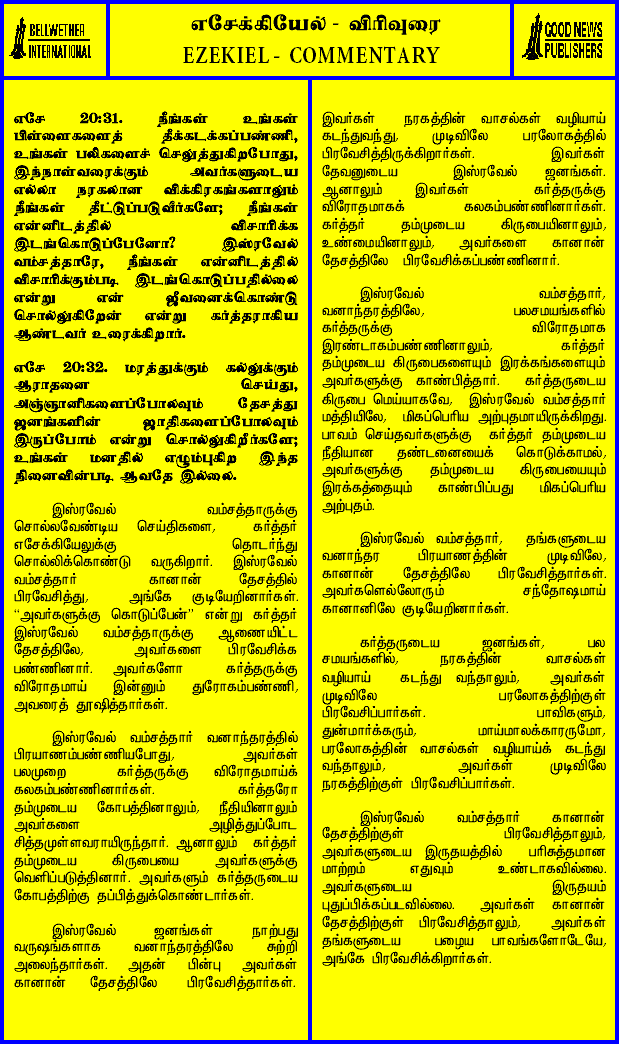 BELLWETHER
INTERNATIONAL
எசேக்கியேல் - விரிவுரை
EZEKIEL - COMMENTARY
GOOD NEWS
PUBLISHERS
எசே 20:31. நீங்கள் உங்கள்
பிள்ளைகளைத் தீக்கடக்கப்பண்ணி,
உங்கள் பலிகளைச் செலுத்துகிறபோது,
இந்நாள்வரைக்கும் அவர்களுடைய
எல்லா நரகலான விக்கிரகங்களாலும்
நீங்கள் தீட்டுப்படுவீர்களே; நீங்கள்
என்னிடத்தில் விசாரிக்க
இடங்கொடுப்பேனோ? இஸ்ரவேல்
வம்சத்தாரே, நீங்கள் என்னிடத்தில்
விசாரிக்கும்படி இடங்கொடுப்பதில்லை
என்று என் ஜீவனைக்கொண்டு
சொல்லுகிறேன் என்று கர்த்தராகிய
ஆண்டவர் உரைக்கிறார்.
எசே 20:32. மரத்துக்கும் கல்லுக்கும்
ஆராதனை செய்து,
அஞ்ஞானிகளைப்போலவும் தேசத்து
ஜனங்களின் ஜாதிகளைப்போலவும்
இருப்போம் என்று சொல்லுகிறீர்களே;
உங்கள் மனதில் எழும்புகிற இந்த
நினைவின்படி ஆவதே இல்லை.
இஸ்ரவேல் வம்சத்தாருக்கு
சொல்லவேண்டிய செய்திகளை, கர்த்தர்
எசேக்கியேலுக்கு தொடர்ந்து
சொல்லிக்கொண்டு வருகிறார். இஸ்ரவேல்
வம்சத்தார் கானான் தேசத்தில்
பிரவேசித்து, அங்கே குடியேறினார்கள்.
“அவர்களுக்கு கொடுப்பேன்” என்று கர்த்தர்
இஸ்ரவேல் வம்சத்தாருக்கு ஆணையிட்ட
தேசத்திலே, அவர்களை பிரவேசிக்க
பண்ணினார். அவர்களோ கர்த்தருக்கு
விரோதமாய் இன்னும் துரோகம்பண்ணி,
அவரைத் தூஷித்தார்கள்.
இஸ்ரவேல் வம்சத்தார் வனாந்தரத்தில்
பிரயாணம்பண்ணியபோது, அவர்கள்
பலமுறை கர்த்தருக்கு விரோதமாய்க்
கலகம்பண்ணினார்கள். கர்த்தரோ
தம்முடைய கோபத்தினாலும், நீதியினாலும்
அவர்களை அழித்துப்போட
சித்தமுள்ளவராயிருந்தார். ஆனாலும் கர்த்தர்
தம்முடைய கிருபையை அவர்களுக்கு
வெளிப்படுத்தினார். அவர்களும் கர்த்தருடைய
கோபத்திற்கு தப்பித்துக்கொண்டார்கள்.
இஸ்ரவேல் ஜனங்கள் நாற்பது
வருஷங்களாக வனாந்தரத்திலே சுற்றி
அலைந்தார்கள். அதன் பின்பு அவர்கள்
கானான் தேசத்திலே பிரவேசித்தார்கள்.
இவர்கள் நரகத்தின் வாசல்கள் வழியாய்
கடந்துவந்து, முடிவிலே பரலோகத்தில்
பிரவேசித்திருக்கிறார்கள். இவர்கள்
தேவனுடைய இஸ்ரவேல் ஜனங்கள்.
ஆனாலும் இவர்கள் கர்த்தருக்கு
விரோதமாகக் கலகம்பண்ணினார்கள்.
கர்த்தர் தம்முடைய கிருபையினாலும்,
உண்மையினாலும், அவர்களை கானான்
தேசத்திலே பிரவேசிக்கப்பண்ணினார்.
இஸ்ரவேல் வம்சத்தார்,
வனாந்தரத்திலே, பலசமயங்களில்
கர்த்தருக்கு விரோதமாக
இரண்டாகம்பண்ணினாலும், கர்த்தர்
தம்முடைய கிருபைகளையும் இரக்கங்களையும்
அவர்களுக்கு காண்பித்தார். கர்த்தருடைய
கிருபை மெய்யாகவே, இஸ்ரவேல் வம்சத்தார்
மத்தியிலே, மிகப்பெரிய அற்புதமாயிருக்கிறது.
பாவம் செய்தவர்களுக்கு கர்த்தர் தம்முடைய
நீதியான தண்டனையைக் கொடுக்காமல்,
அவர்களுக்கு தம்முடைய கிருபையையும்
இரக்கத்தையும் காண்பிப்பது மிகப்பெரிய
அற்புதம்.
இஸ்ரவேல் வம்சத்தார், தங்களுடைய
வனாந்தர பிரயாணத்தின் முடிவிலே,
கானான் தேசத்திலே பிரவேசித்தார்கள்.
அவர்களெல்லோரும் சந்தோஷமாய்
கானானிலே குடியேறினார்கள்.
கர்த்தருடைய ஜனங்கள், பல
சமயங்களில், நரகத்தின் வாசல்கள்
வழியாய் கடந்து வந்தாலும், அவர்கள்
முடிவிலே பரலோகத்திற்குள்
பிரவேசிப்பார்கள். பாவிகளும்,
துன்மார்க்கரும், மாய்மாலக்காரருமோ,
பரலோகத்தின் வாசல்கள் வழியாய்க் கடந்து
வந்தாலும், அவர்கள் முடிவிலே
நரகத்திற்குள் பிரவேசிப்பார்கள்.
இஸ்ரவேல் வம்சத்தார் கானான்
தேசத்திற்குள் பிரவேசித்தாலும்,
அவர்களுடைய இருதயத்தில் பரிசுத்தமான
மாற்றம் எதுவும் உண்டாகவில்லை.
அவர்களுடைய இருதயம்
புதுப்பிக்கப்படவில்லை. அவர்கள் கானான்
தேசத்திற்குள் பிரவேசித்தாலும், அவர்கள்
தங்களுடைய பழைய பாவங்களோடேயே,
அங்கே பிரவேசிக்கிறார்கள்.